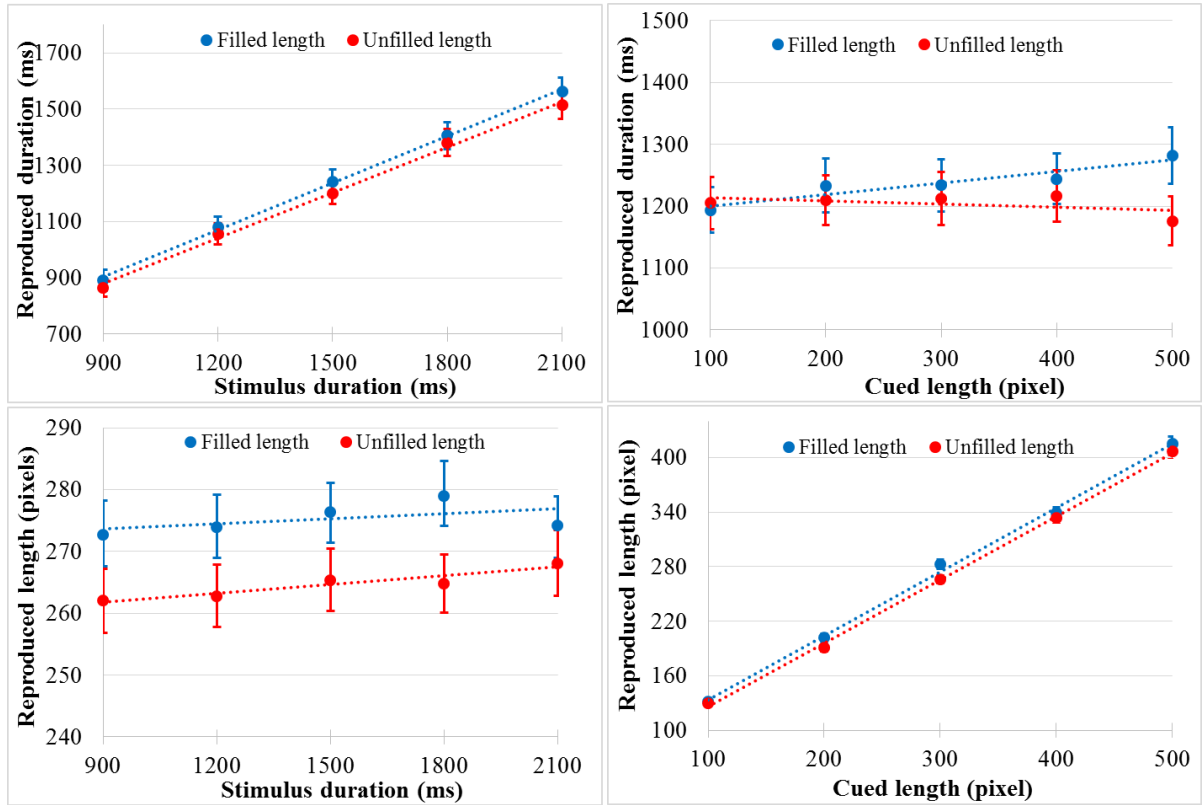 Reproduced duration (ms)
Filled length Unfilled length
1700
1500
1300
1100
900
700
900 1200 1500 1800 2100
Stimulus duration (ms)
Reproduced duration (ms)
Filled length Unfilled length
1500
1400
1300
1200
1100
1000
100 200 300 400 500
Cued length (pixel)
Reproduced length (pixels)
Filled length Unfilled length
290
280
270
260
250
240
900 1200 1500 1800 2100
Stimulus duration (ms)
Reproduced length (pixel)
Filled length Unfilled length
400
340
280
220
160
100
100 200 300 400 500
Cued length (pixel)